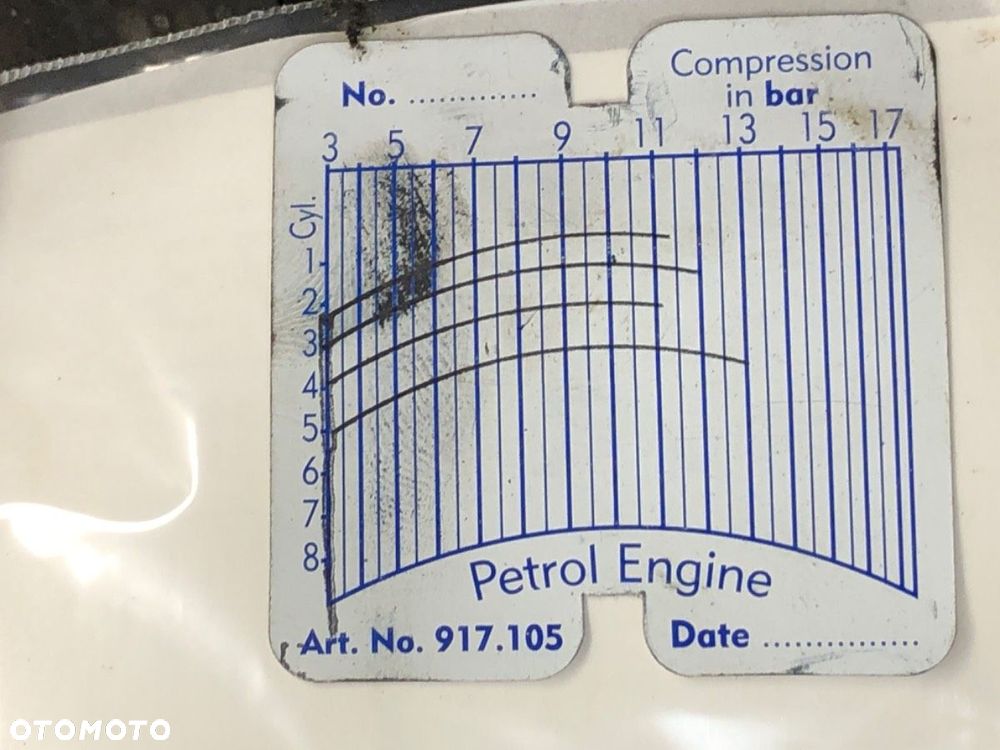 No. .............
Compression
in bar
3 5 7 9 11 13 15 17
Cyl.
1
2
3
4
5
6
7
8
Petrol Engine
Art. No. 917.105
Date ...............
OTOMOTO